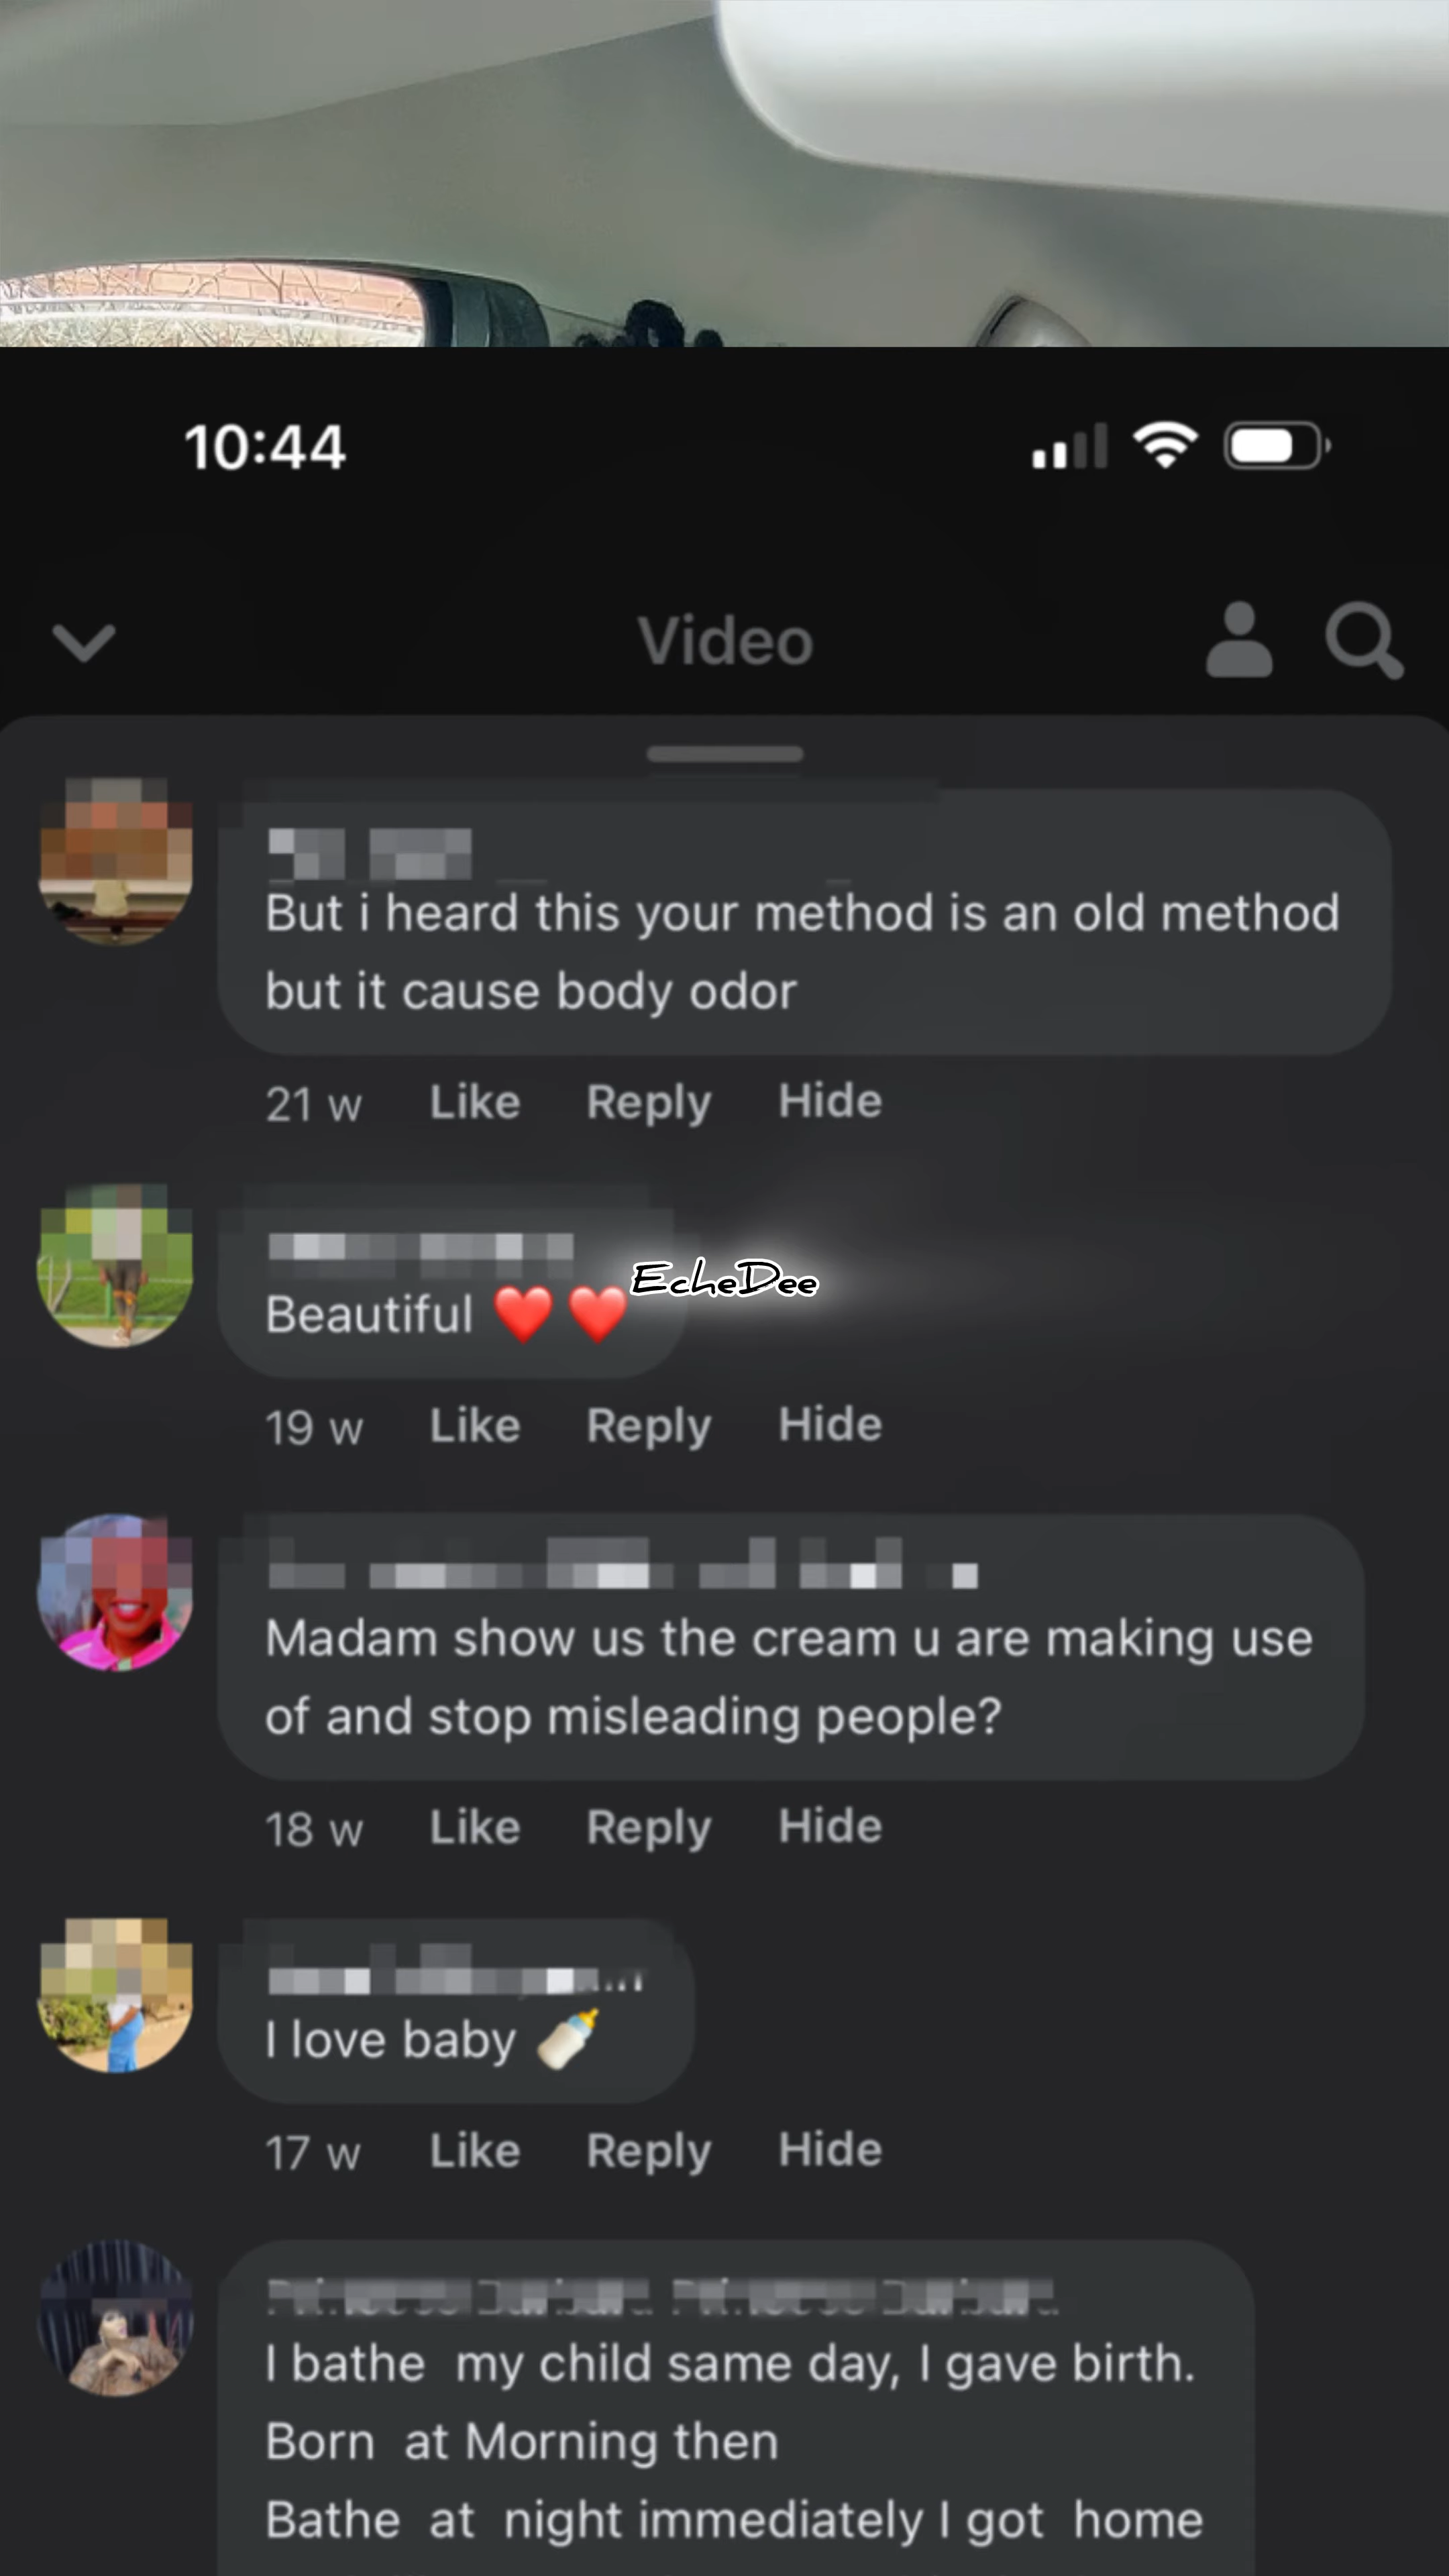 10:44
Video
But i heard this your method is an old method
but it cause body odor
21 w Like Reply Hide
EcheDee
Beautiful ❤️ ❤️
19 w Like Reply Hide
Madam show us the cream u are making use
of and stop misleading people?
18 w Like Reply Hide
I love baby 🍼
17 w Like Reply Hide
I bathe my child same day, I gave birth.
Born at Morning then
Bathe at night immediately I got home